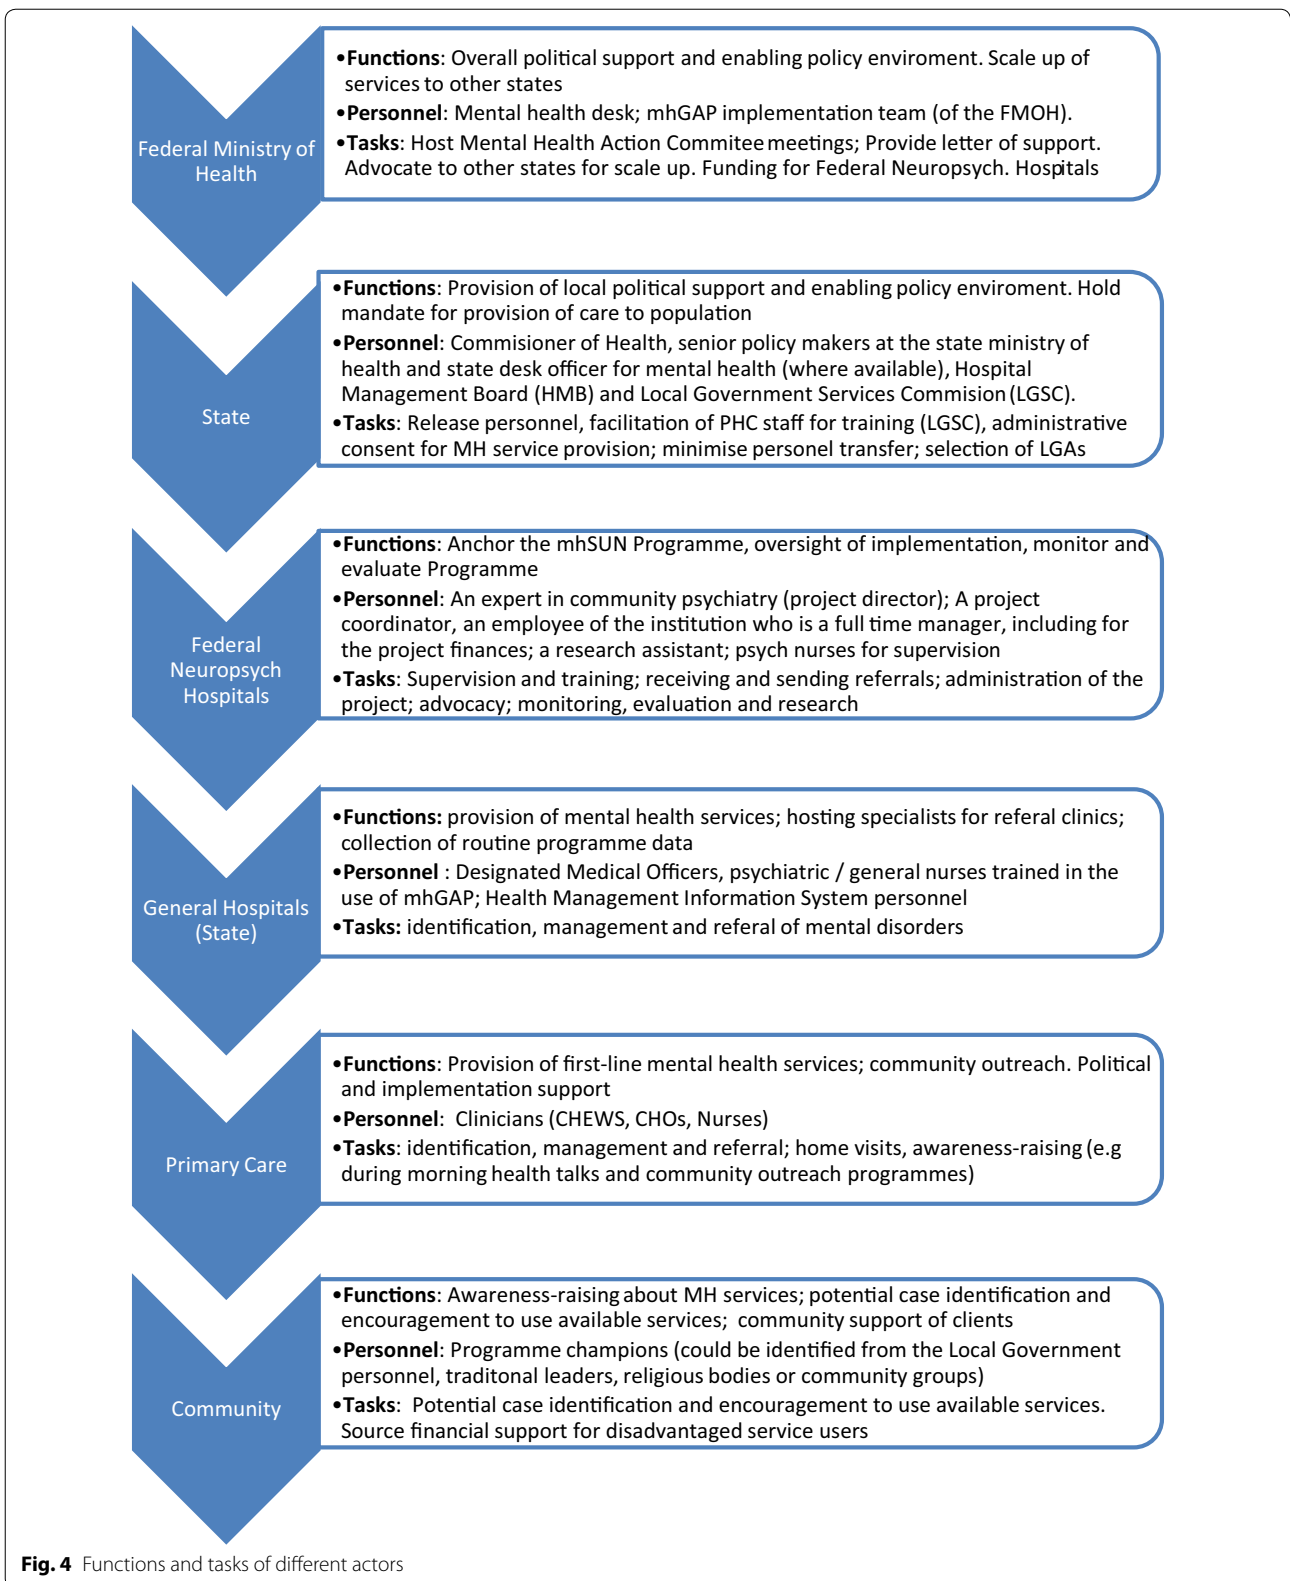 •Functions: Overall political support and enabling policy enviroment. Scale up of
services to other states
•Personnel: Mental health desk; mhGAP implementation team (of the FMOH).
•Tasks: Host Mental Health Action Commitee meetings; Provide letter of support.
Advocate to other states for scale up. Funding for Federal Neuropsych. Hospitals
Federal Ministry of
Health
•Functions: Provision of local political support and enabling policy enviroment. Hold
mandate for provision of care to population
•Personnel: Commisioner of Health, senior policy makers at the state ministry of
health and state desk officer for mental health (where available), Hospital
Management Board (HMB) and Local Government Services Commision (LGSC).
•Tasks: Release personnel, facilitation of PHC staff for training (LGSC), administrative
consent for MH service provision; minimise personel transfer; selection of LGAs
State
•Functions: Anchor the mhSUN Programme, oversight of implementation, monitor and
evaluate Programme
•Personnel: An expert in community psychiatry (project director); A project
coordinator, an employee of the institution who is a full time manager, including for
the project finances; a research assistant; psych nurses for supervision
•Tasks: Supervision and training; receiving and sending referrals; administration of the
project; advocacy; monitoring, evaluation and research
Federal
Neuropsych
Hospitals
•Functions: provision of mental health services; hosting specialists for referal clinics;
collection of routine programme data
•Personnel : Designated Medical Officers, psychiatric / general nurses trained in the
use of mhGAP; Health Management Information System personnel
•Tasks: identification, management and referal of mental disorders
General Hospitals
(State)
•Functions: Provision of first-line mental health services; community outreach. Political
and implementation support
•Personnel: Clinicians (CHEWS, CHOs, Nurses)
•Tasks: identification, management and referral; home visits, awareness-raising (e.g
during morning health talks and community outreach programmes)
Primary Care
•Functions: Awareness-raising about MH services; potential case identification and
encouragement to use available services; community support of clients
•Personnel: Programme champions (could be identified from the Local Government
personnel, traditonal leaders, religious bodies or community groups)
•Tasks: Potential case identification and encouragement to use available services.
Source financial support for disadvantaged service users
Community
Fig. 4 Functions and tasks of different actors